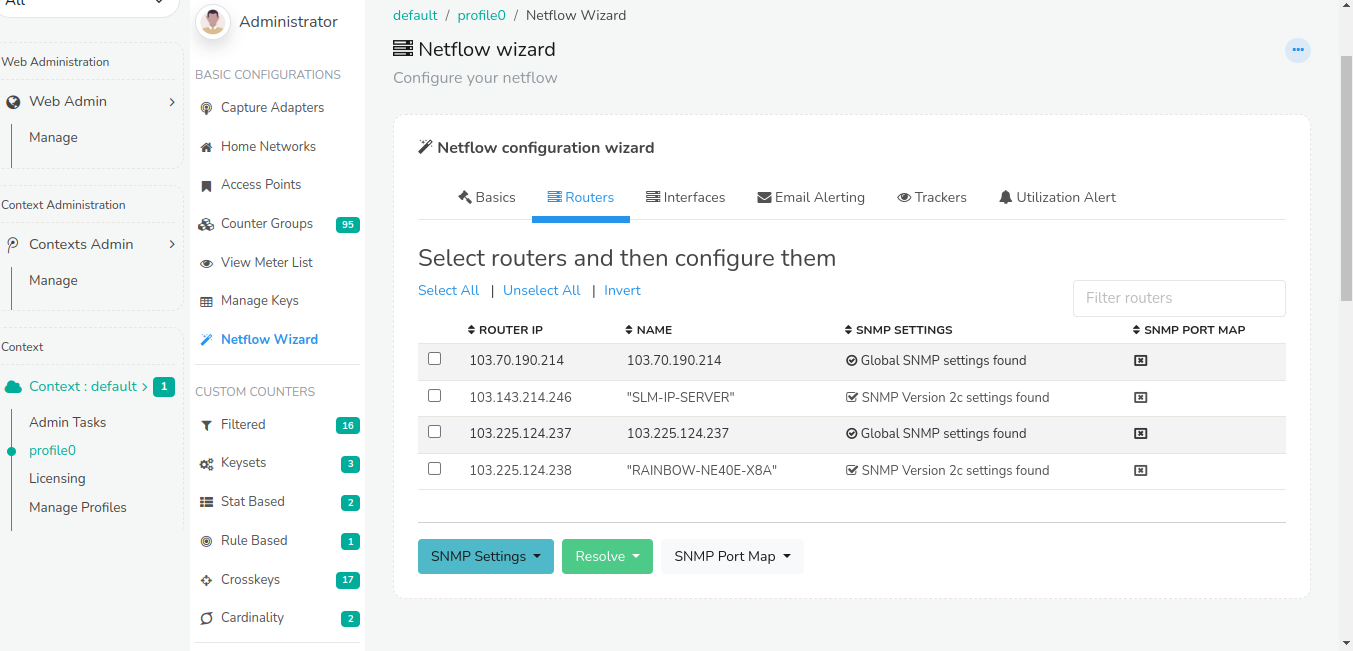 All
Web Administration
Web Admin
Manage
Context Administration
Contexts Admin
Manage
Context
Context : default > 1
Admin Tasks
profile0
Licensing
Manage Profiles
Administrator
BASIC CONFIGURATIONS
Capture Adapters
Home Networks
Access Points
Counter Groups 95
View Meter List
Manage Keys
Netflow Wizard
CUSTOM COUNTERS
Filtered 16
Keysets 3
Stat Based 2
Rule Based 1
Crosskeys 17
Cardinality 2
default / profile0 / Netflow Wizard
Netflow wizard
Configure your netflow
Netflow configuration wizard
Basics Routers Interfaces Email Alerting Trackers Utilization Alert
Select routers and then configure them
Select All | Unselect All | Invert
Filter routers
ROUTER IP NAME SNMP SETTINGS SNMP PORT MAP
103.70.190.214 103.70.190.214 Global SNMP settings found
103.143.214.246 "SLM-IP-SERVER" SNMP Version 2c settings found
103.225.124.237 103.225.124.237 Global SNMP settings found
103.225.124.238 "RAINBOW-NE40E-X8A" SNMP Version 2c settings found
SNMP Settings Resolve SNMP Port Map